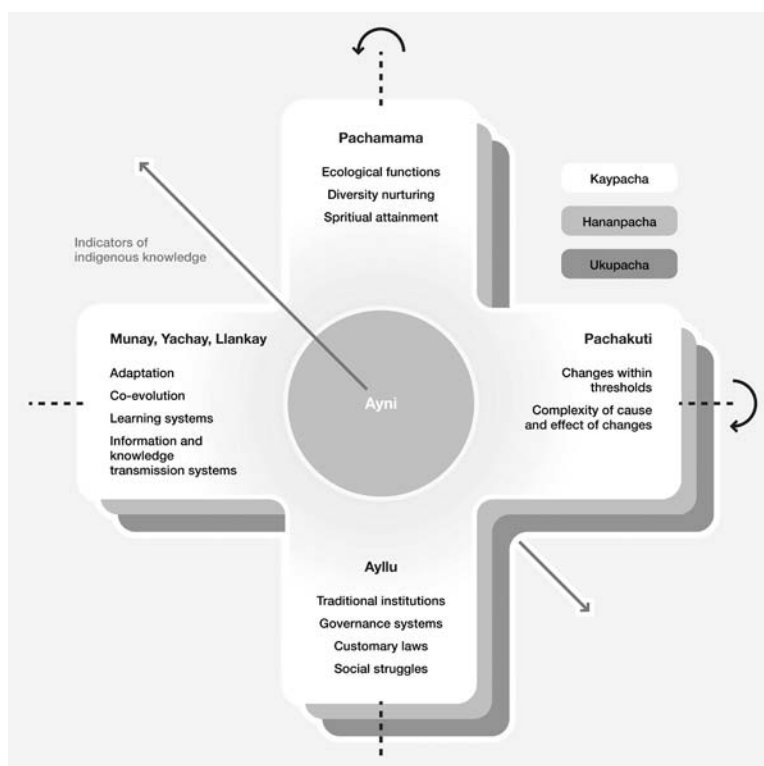 Pachamama
Ecological functions
Diversity nurturing
Spritiual attainment
Kaypacha
Hananpacha
Ukupacha
Indicators of
indigenous knowledge
Munay, Yachay, Llankay
Adaptation
Co-evolution
Learning systems
Information and
knowledge
transmission systems
Ayni
Pachakuti
Changes within
thresholds
Complexity of cause
and effect of changes
Ayllu
Traditional institutions
Governance systems
Customary laws
Social struggles